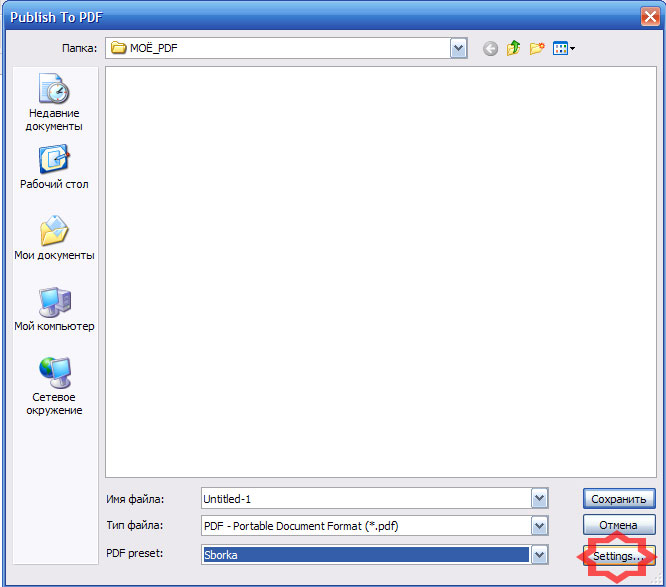 Publish To PDF
Папка: МОЁ_PDF
Недавние
документы
Рабочий стол
Мои документы
Мой компьютер
Сетевое
окружение
Имя файла: Untitled-1 Сохранить
Тип файла: PDF - Portable Document Format (*.pdf) Отмена
PDF preset: Sborka Settings...